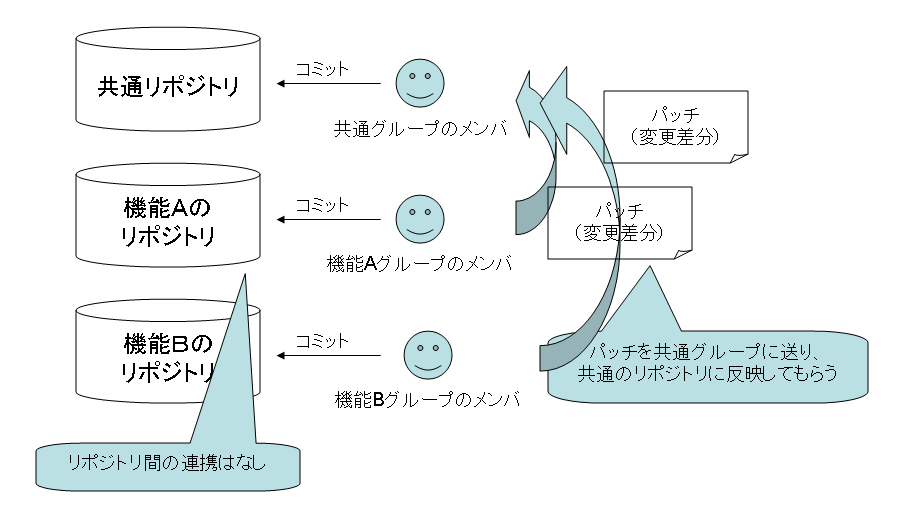 共通リポジトリ
コミット
共通グループのメンバ
パッチ
（変更差分）
機能Aの
リポジトリ
コミット
機能Aグループのメンバ
パッチ
（変更差分）
機能Bの
リポジトリ
コミット
機能Bグループのメンバ
パッチを共通グループに送り、
共通のリポジトリに反映してもらう
リポジトリ間の連携はなし